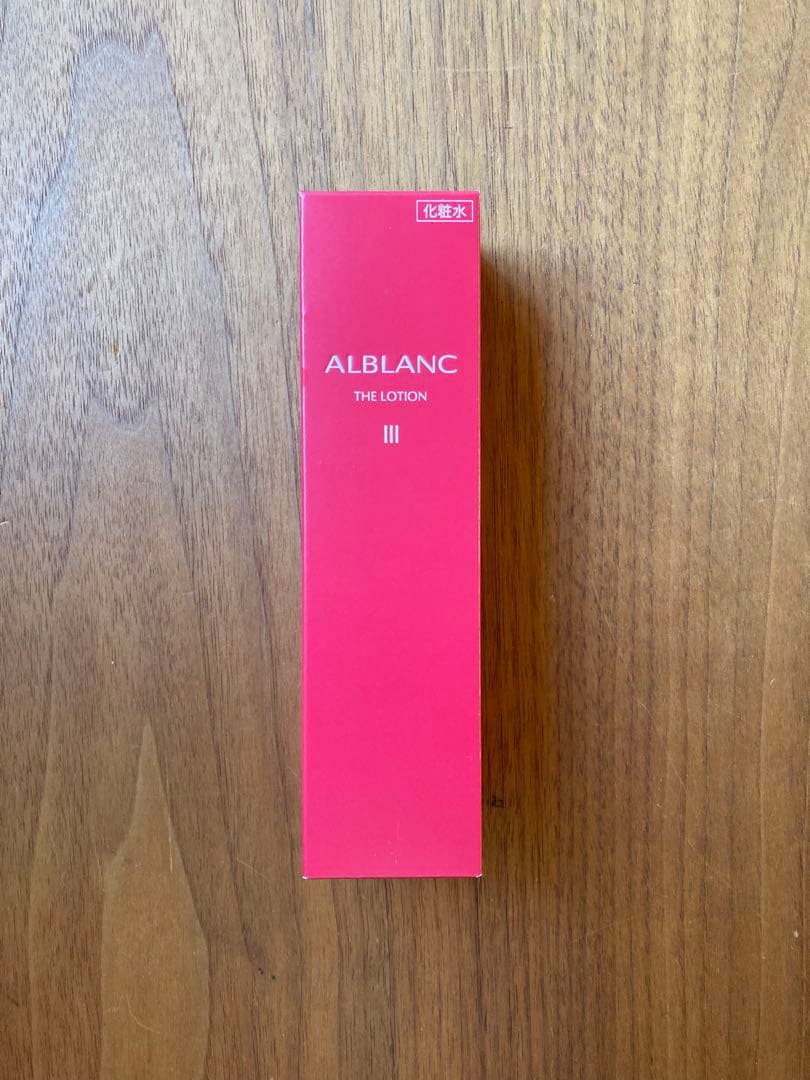 化粧水
ALBLANC
THE LOTION
III